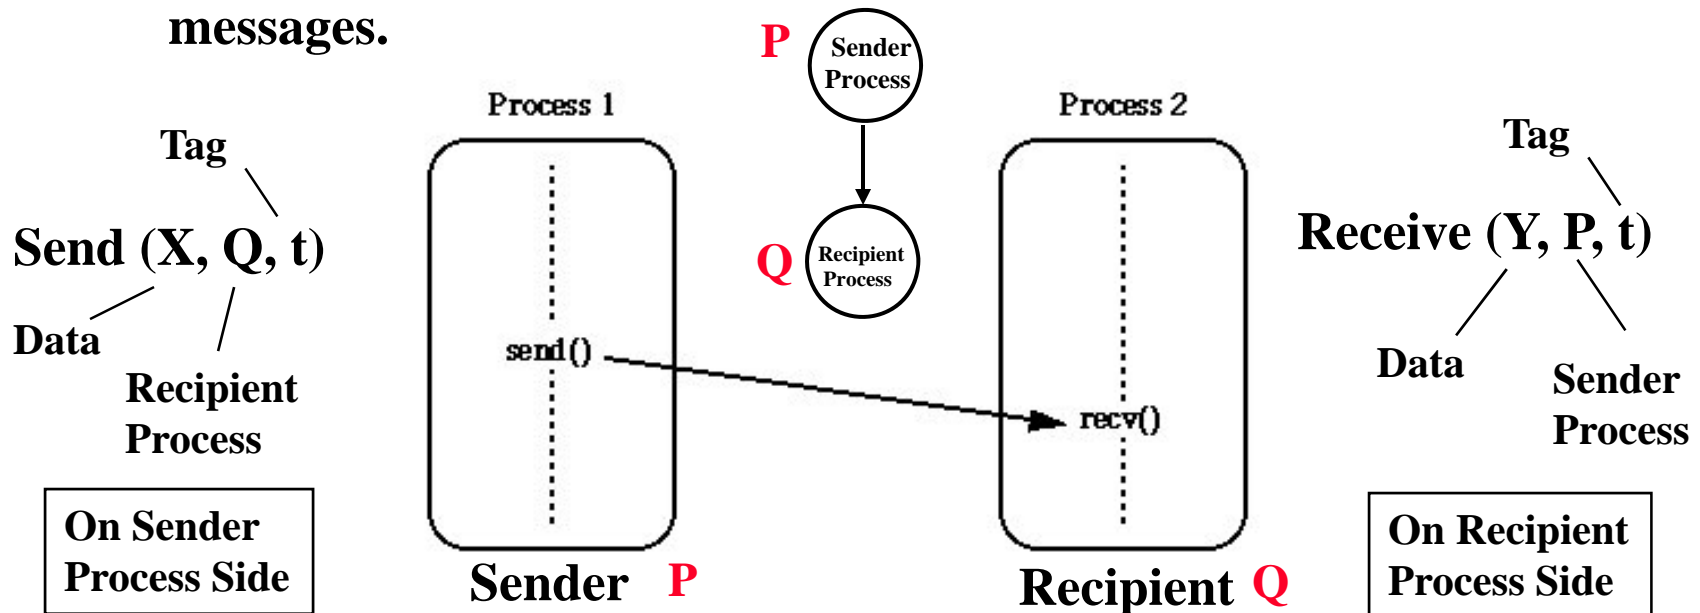 messages.
P
Sender
Process
Process 1
Process 2
Tag
Tag
Send (X, Q, t)
Q
Recipient
Process
Receive (Y, P, t)
Data
Recipient
Process
send()
recv()
Data
Sender
Process
On Sender
Process Side
Sender P
Recipient Q
On Recipient
Process Side